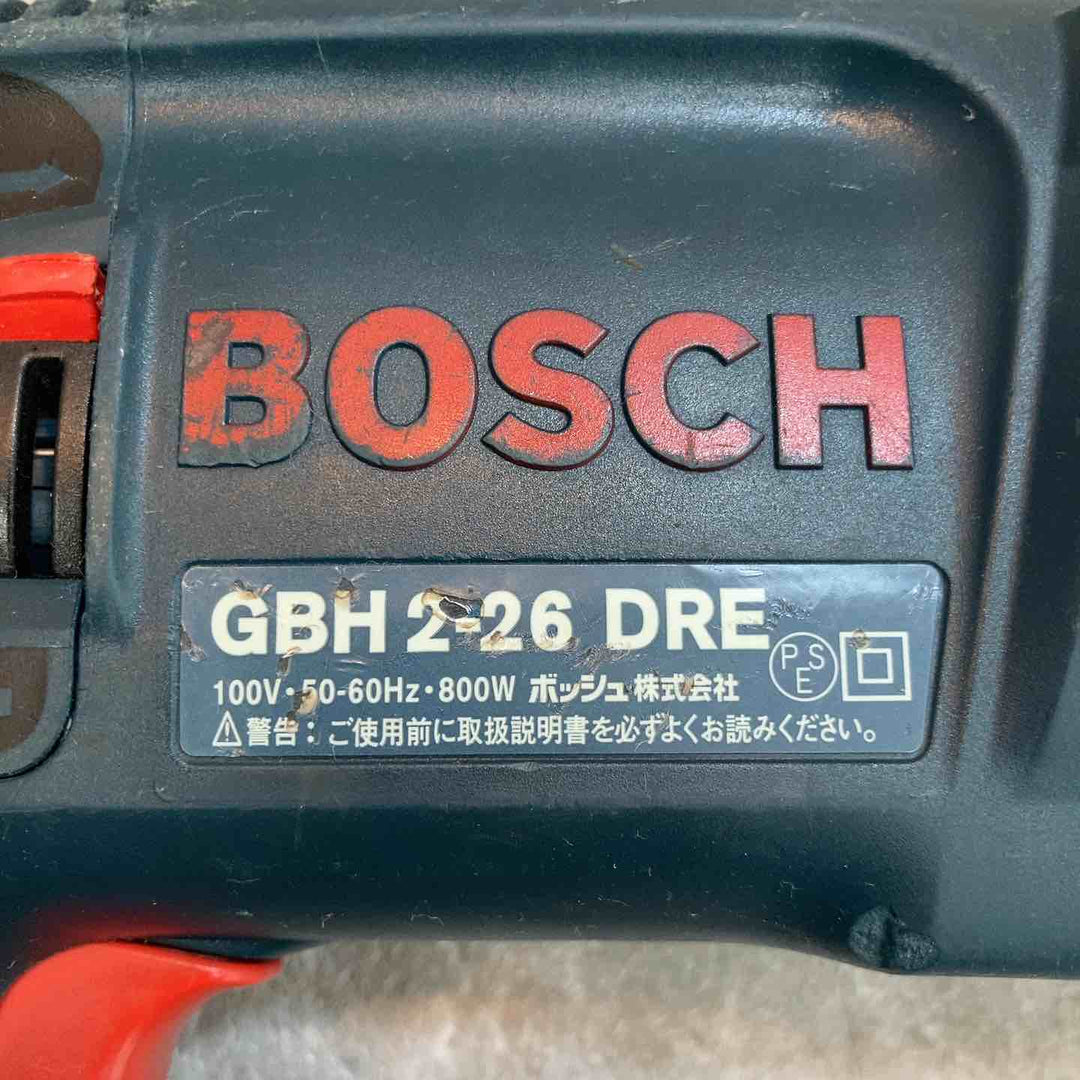 BOSCH
GBH 2-26 DRE
PSE
100V・50-60Hz・800W ボッシュ株式会社
⚠警告：ご使用前に取扱説明書を必ずよくお読みください。